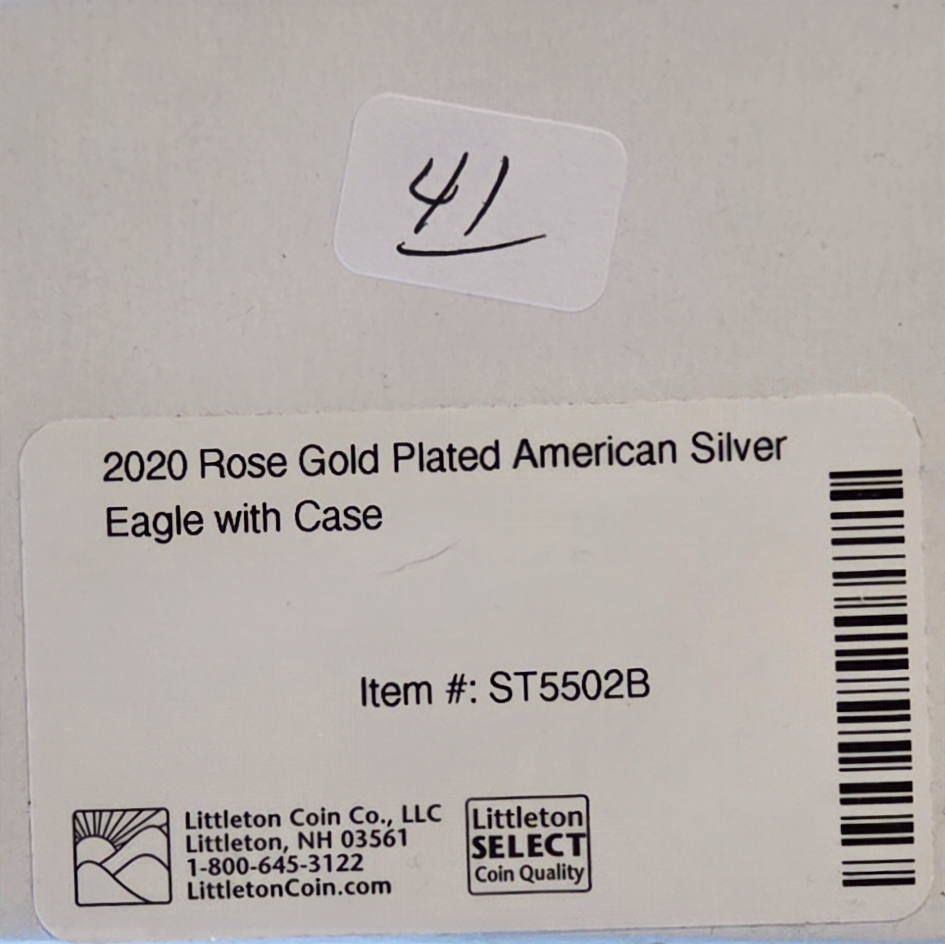 41
2020 Rose Gold Plated American Silver
Eagle with Case
Item #: ST5502B
Littleton Coin Co., LLC
Littleton, NH 03561
1-800-645-3122
LittletonCoin.com
Littleton
SELECT
Coin Quality